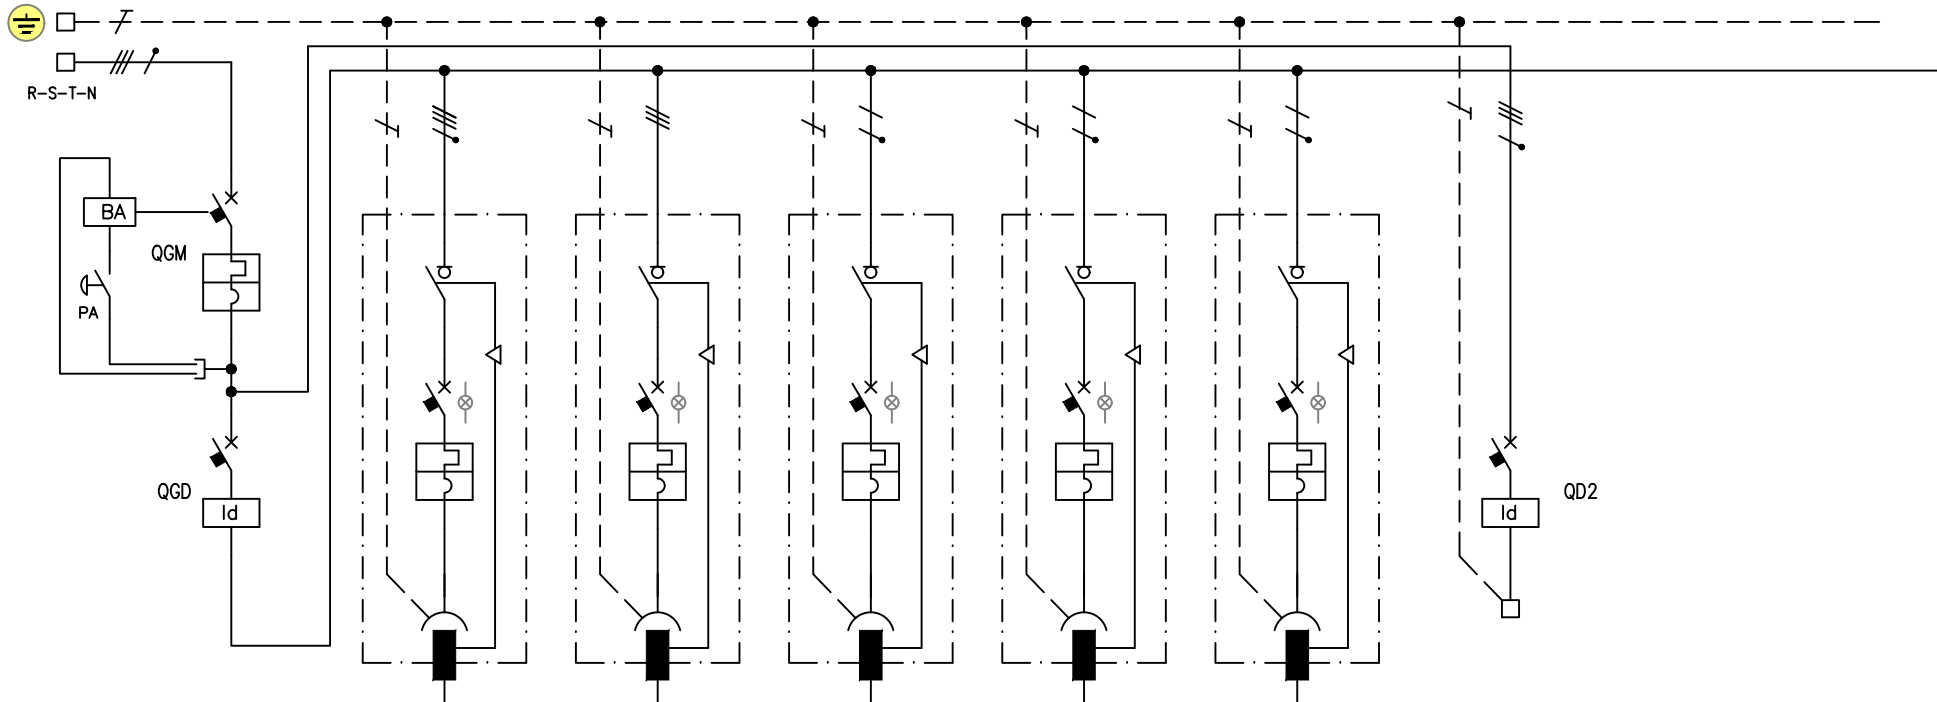 R-S-T-N
BA
QGM
PA
QGD
Id
Id
QD2